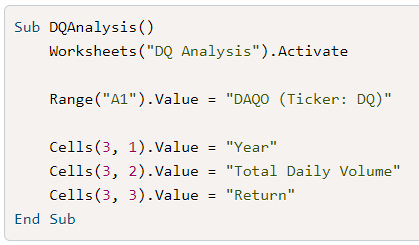 Sub DQAnalysis()
    Worksheets("DQ Analysis").Activate

    Range("A1").Value = "DAQO (Ticker: DQ)"

    Cells(3, 1).Value = "Year"
    Cells(3, 2).Value = "Total Daily Volume"
    Cells(3, 3).Value = "Return"
End Sub